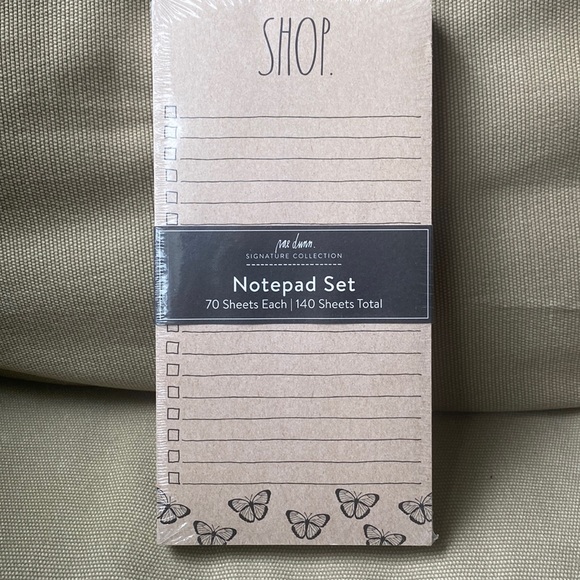 SHOP.
rae dunn.
SIGNATURE COLLECTION
Notepad Set
70 Sheets Each | 140 Sheets Total